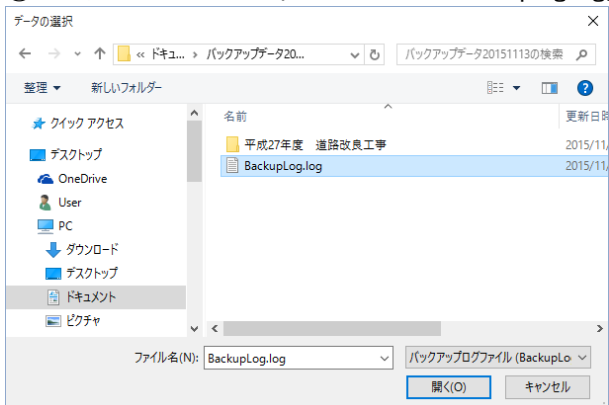 データの選択
« ドキュ... › バックアップデータ20...
バックアップデータ20151113の検索
整理
新しいフォルダー
名前
更新日時
クイック アクセス
平成27年度 道路改良工事
2015/11/
デスクトップ
BackupLog.log
2015/11/
OneDrive
User
PC
ダウンロード
デスクトップ
ドキュメント
ピクチャ
ファイル名(N):
BackupLog.log
バックアップログファイル (BackupLo
開く(O)
キャンセル